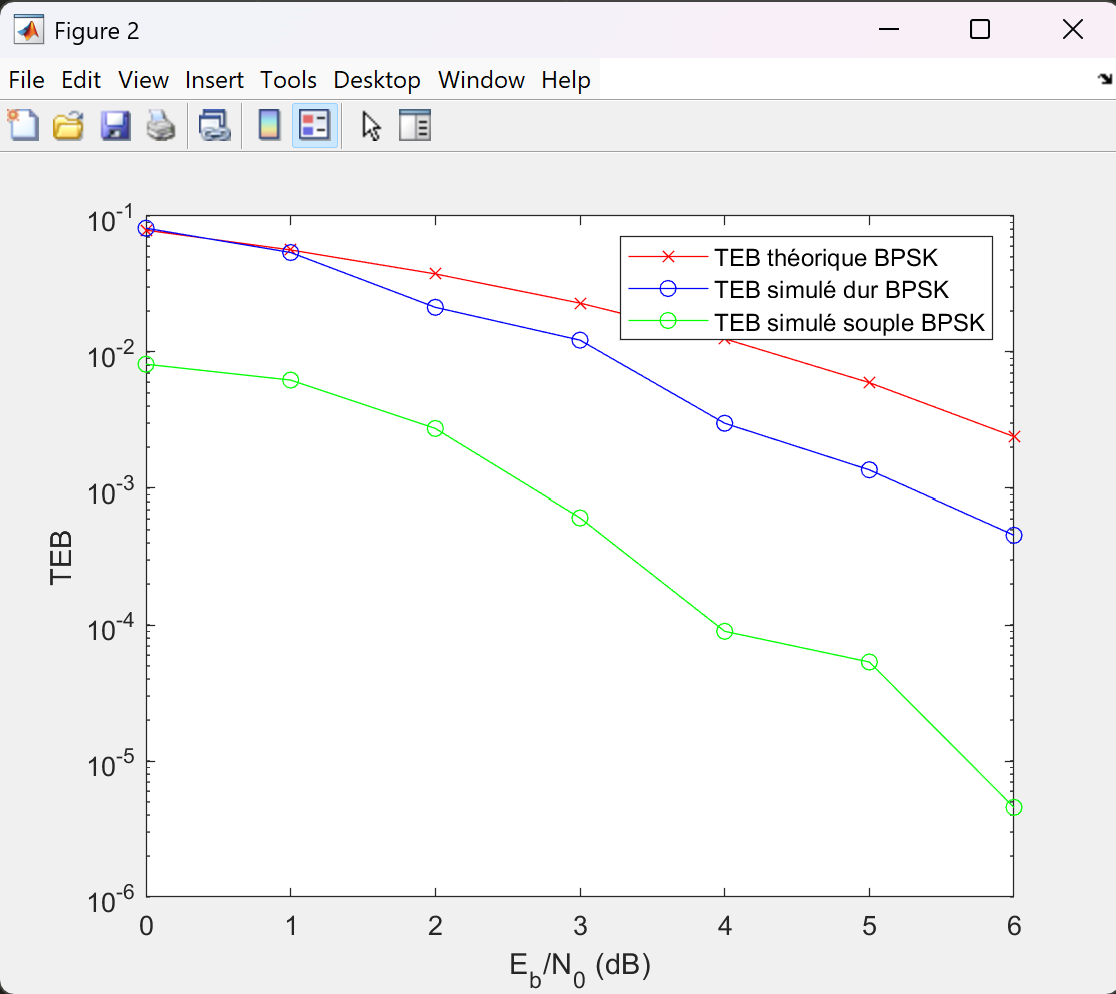 Figure 2
File Edit View Insert Tools Desktop Window Help
TEB théorique BPSK
TEB simulé dur BPSK
TEB simulé souple BPSK
10^-1
10^-2
10^-3
10^-4
10^-5
10^-6
TEB
0 1 2 3 4 5 6
E_b/N_0 (dB)